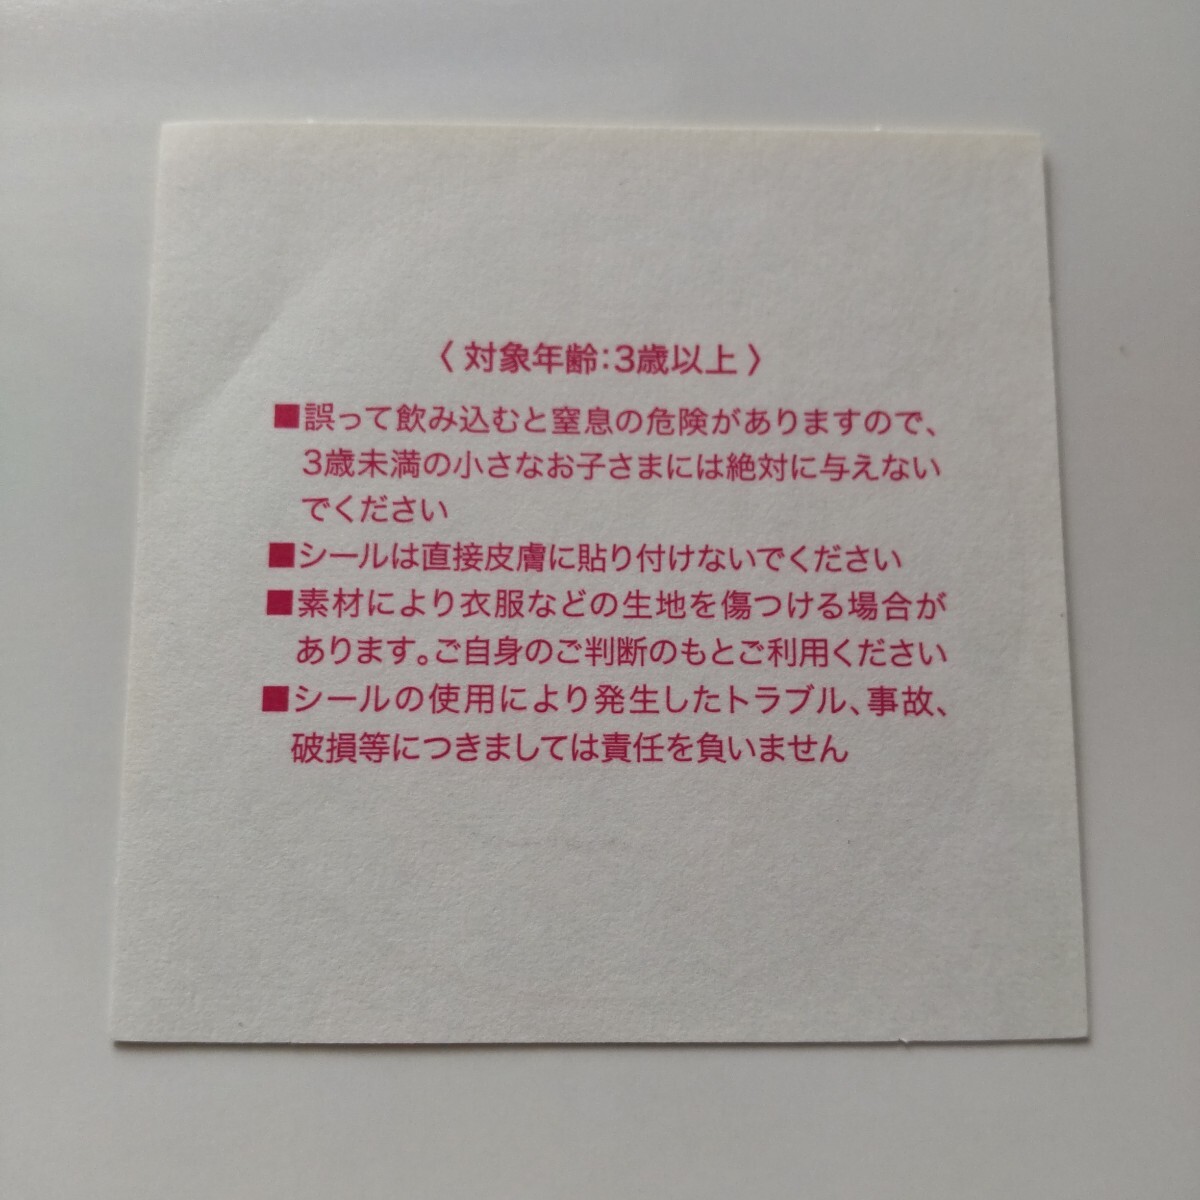 〈 対象年齢:3歳以上 〉
■誤って飲み込むと窒息の危険がありますので、
3歳未満の小さなお子さまには絶対に与えない
でください
■シールは直接皮膚に貼り付けないでください
■素材により衣服などの生地を傷つける場合が
あります。ご自身のご判断のもとご利用ください
■シールの使用により発生したトラブル、事故、
破損等につきましては責任を負いません